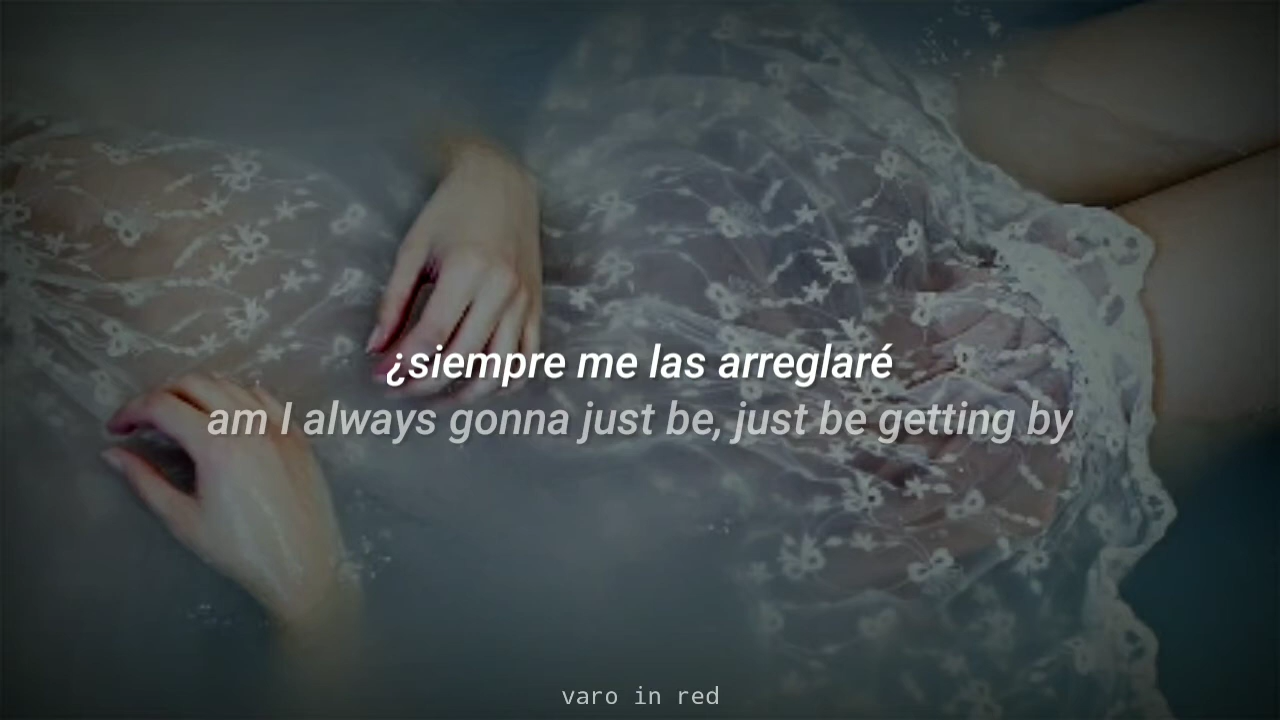 ¿siempre me las arreglaré
am I always gonna just be, just be getting by
varo in red